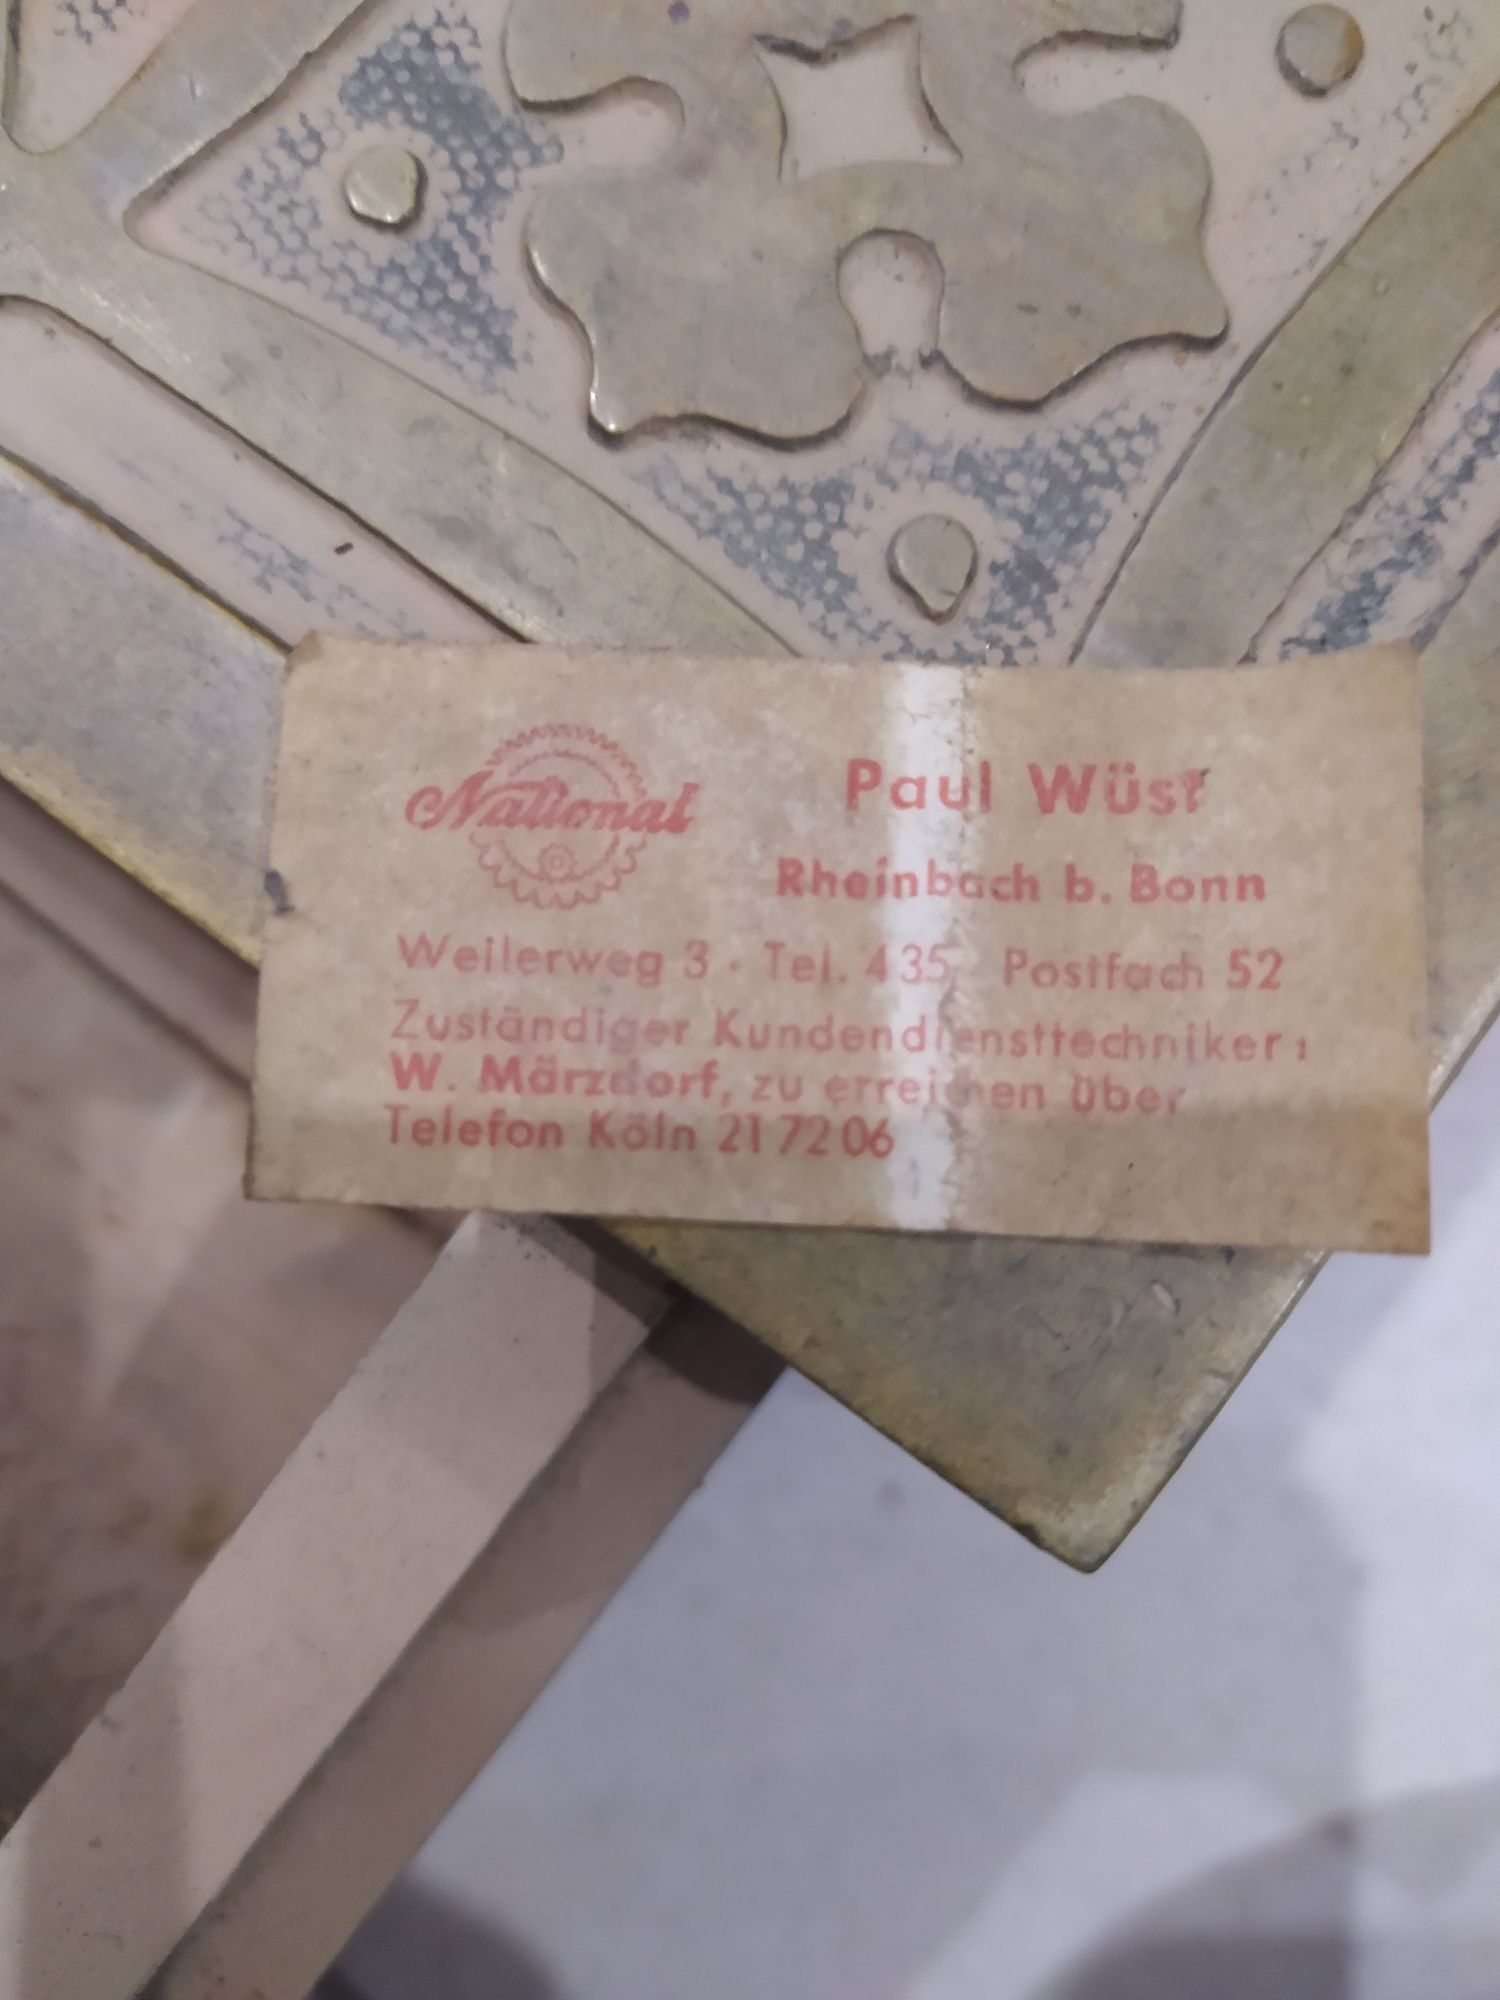 National
Paul Wüst
Rheinbach b. Bonn
Weilerweg 3 · Tel. 435 Postfach 52
Zuständiger Kundendiensttechniker:
W. Märzdorf, zu erreichen über
Telefon Köln 21 72 06